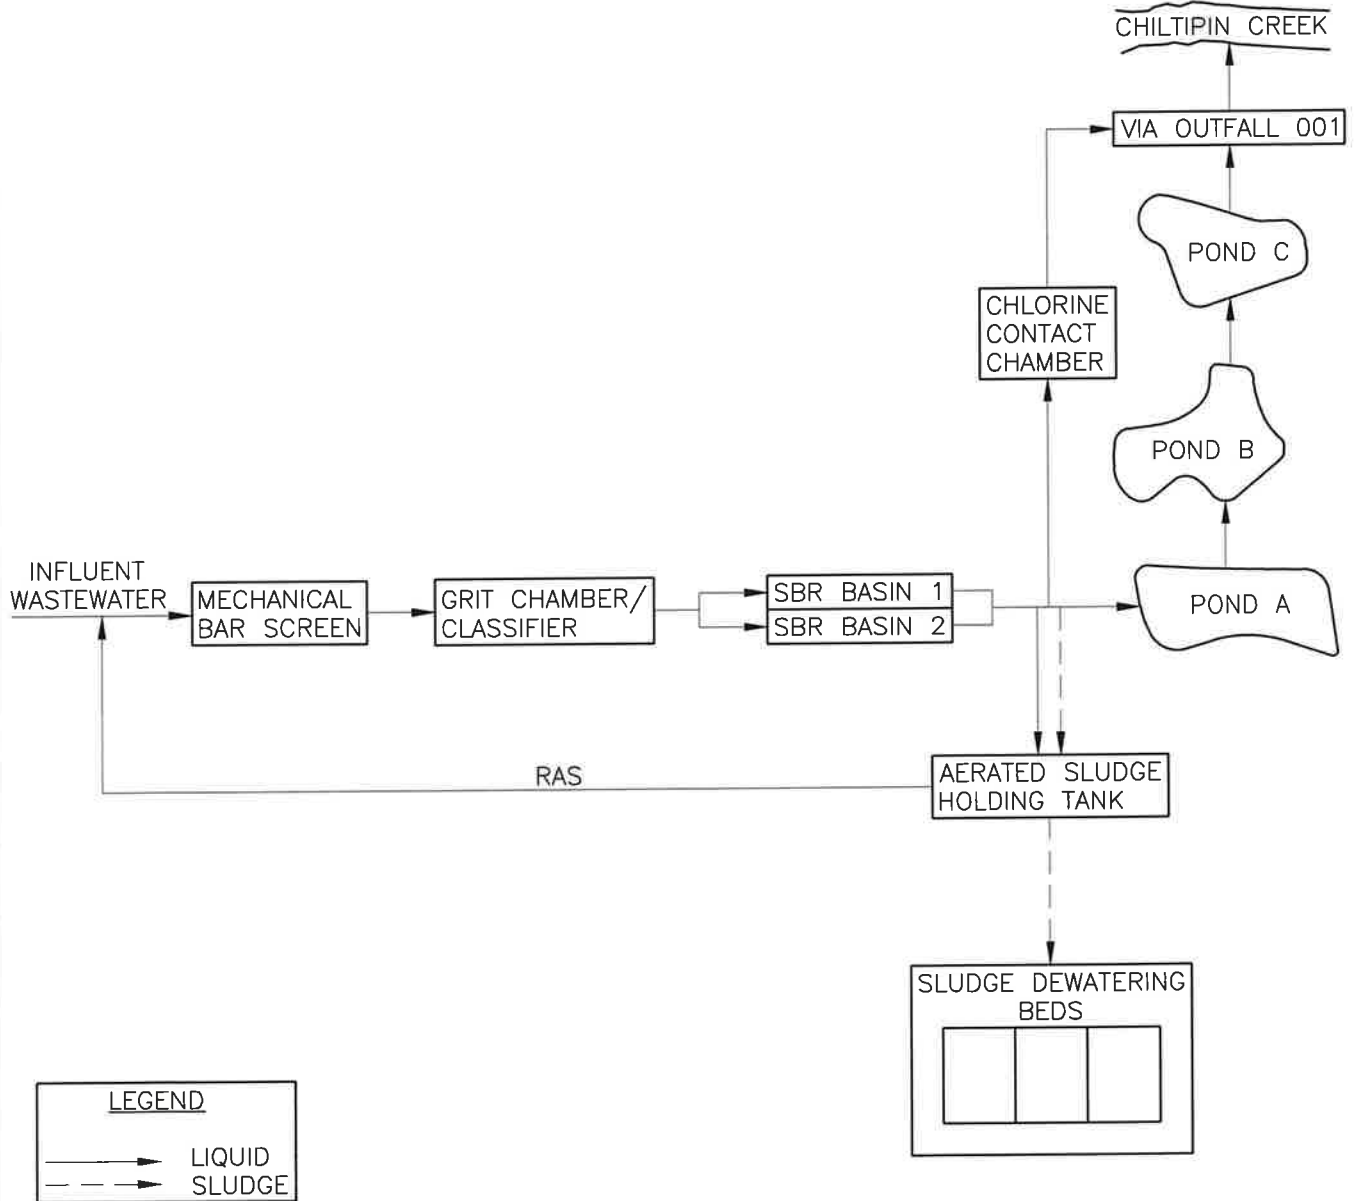 CHILTIPIN CREEK
VIA OUTFALL 001
POND C
CHLORINE
CONTACT
CHAMBER
POND B
INFLUENT
WASTEWATER
MECHANICAL
BAR SCREEN
GRIT CHAMBER/
CLASSIFIER
SBR BASIN 1
SBR BASIN 2
POND A
RAS
AERATED SLUDGE
HOLDING TANK
SLUDGE DEWATERING
BEDS
LEGEND
LIQUID
SLUDGE